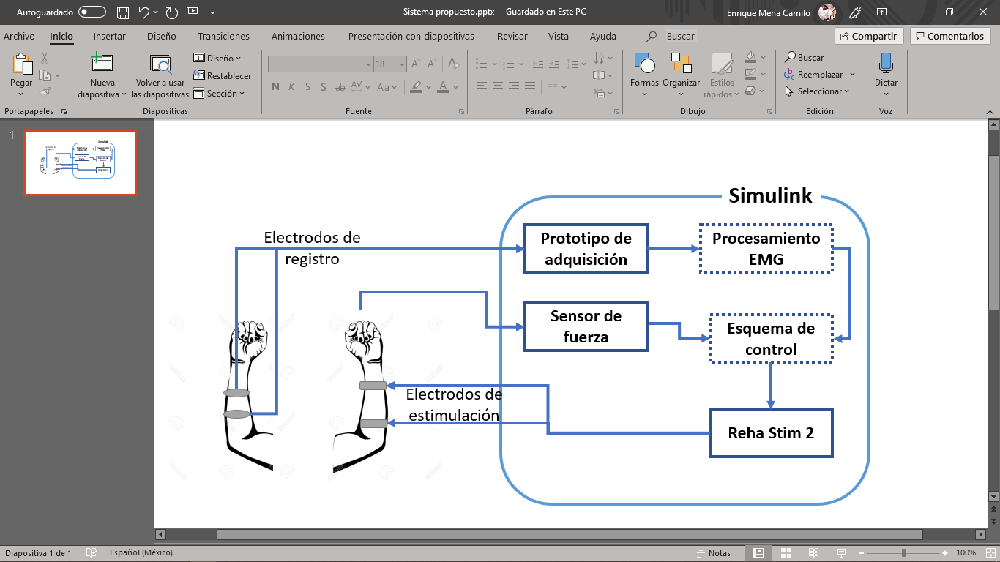 Autoguardado
Sistema propuesto.pptx - Guardado en Este PC
Enrique Mena Camilo
Archivo Inicio Insertar Diseño Transiciones Animaciones Presentación con diapositivas Revisar Vista Ayuda Buscar Compartir Comentarios
Pegar
Portapapeles
Nueva
diapositiva
Volver a usar
las diapositivas
Diseño
Restablecer
Sección
Diapositivas
18
N K S S ab AV Aa A
Fuente
Párrafo
Formas
Organizar
Estilos
rápidos
Dibujo
Buscar
Reemplazar
Seleccionar
Edición
Dictar
Voz
1
Simulink
Electrodos de
registro
Prototipo de
adquisición
Procesamiento
EMG
Sensor de
fuerza
Esquema de
control
Electrodos de
estimulación
Reha Stim 2
Diapositiva 1 de 1 Español (México) Notas 100%